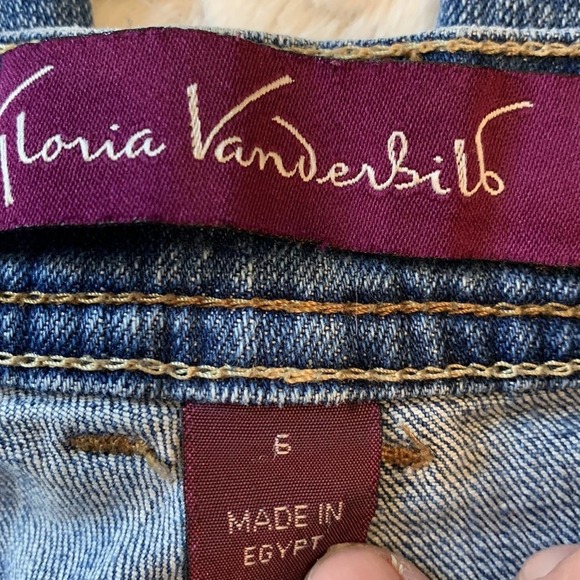 Gloria Vanderbilt
6
MADE IN
EGYPT